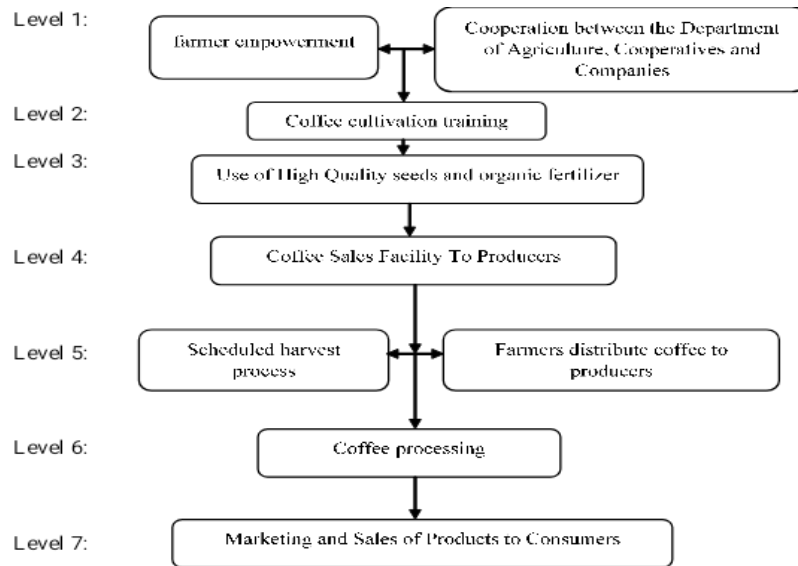 Level 1:
farmer empowerment
Cooperation between the Department
of Agriculture, Cooperatives and
Companies
Level 2:
Coffee cultivation training
Level 3:
Use of High Quality seeds and organic fertilizer
Level 4:
Coffee Sales Facility To Producers
Level 5:
Scheduled harvest
process
Farmers distribute coffee to
producers
Level 6:
Coffee processing
Level 7:
Marketing and Sales of Products to Consumers